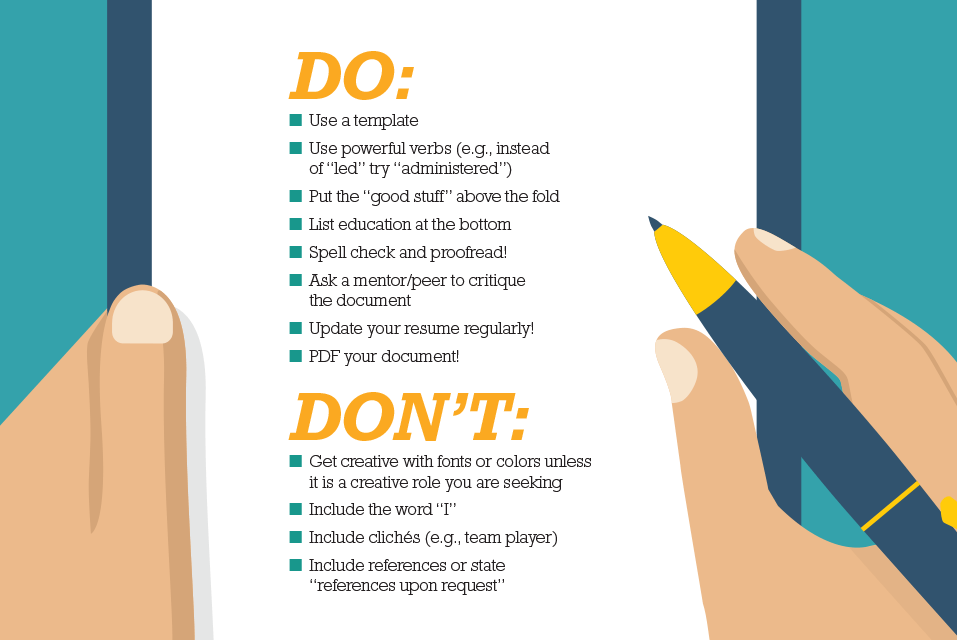 DO:
Use a template
Use powerful verbs (e.g., instead
of “led” try “administered”)
Put the “good stuff” above the fold
List education at the bottom
Spell check and proofread!
Ask a mentor/peer to critique
the document
Update your resume regularly!
PDF your document!
DON’T:
Get creative with fonts or colors unless
it is a creative role you are seeking
Include the word “I”
Include clichés (e.g., team player)
Include references or state
“references upon request”